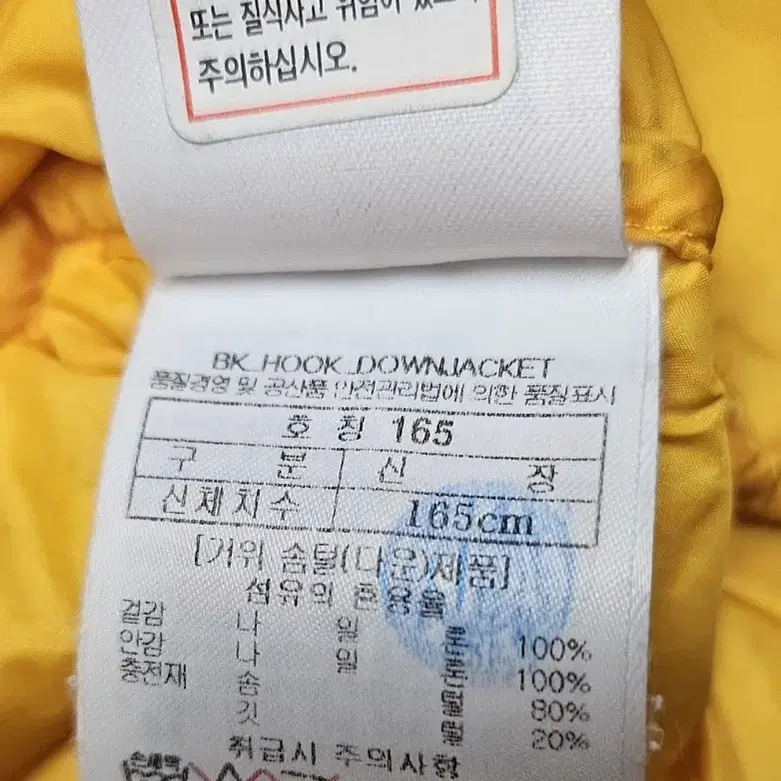 또는 질식사고 위험이
주의하십시오.
BK_HOOK_DOWNJACKET
품질경영 및 공산품 안전관리법에 의한 품질표시
호 칭 165
구 분 신 장
신체치수 165cm
[거위 솜털(다운)제품]
섬유의 혼용율
겉감 나 일 론 100%
안감 나 일 론 100%
충전재 솜 털 80%
깃 털 20%
취급시 주의사항
손세탁